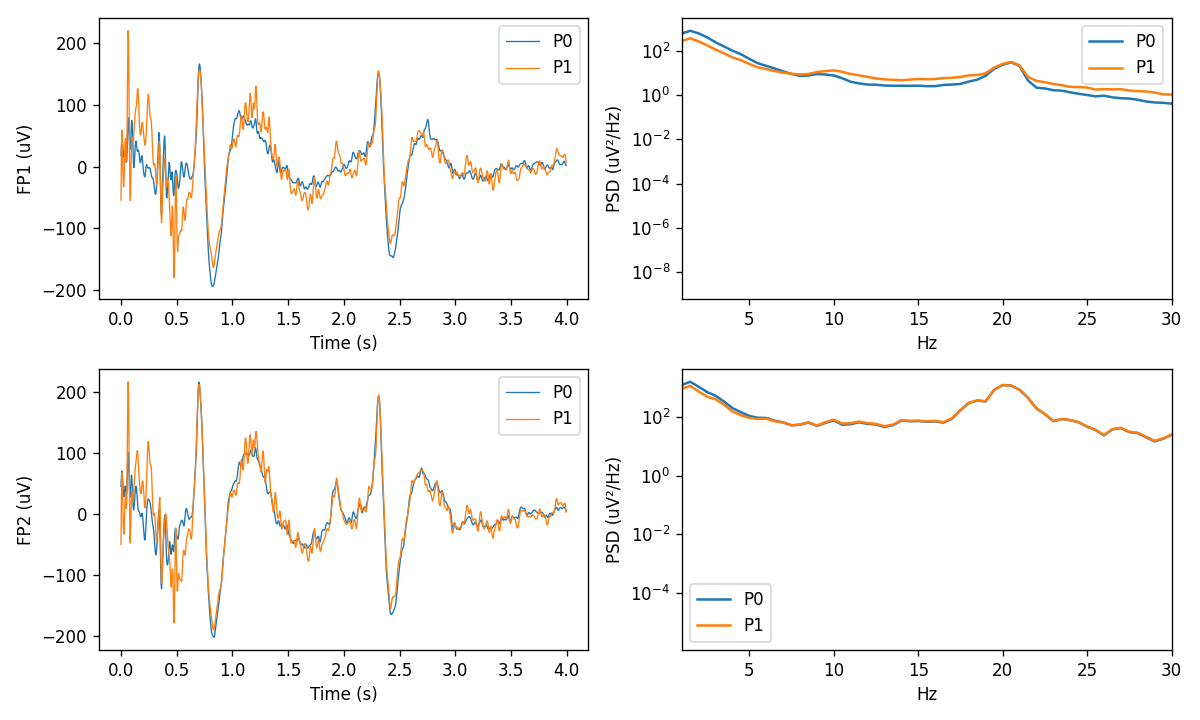 FP1 (uV)
200
100
0
−100
−200
0.0 0.5 1.0 1.5 2.0 2.5 3.0 3.5 4.0
Time (s)
P0
P1
PSD (uV²/Hz)
10²
10⁰
10⁻²
10⁻⁴
10⁻⁶
10⁻⁸
5 10 15 20 25 30
Hz
P0
P1
FP2 (uV)
200
100
0
−100
−200
0.0 0.5 1.0 1.5 2.0 2.5 3.0 3.5 4.0
Time (s)
P0
P1
PSD (uV²/Hz)
10²
10⁰
10⁻²
10⁻⁴
5 10 15 20 25 30
Hz
P0
P1